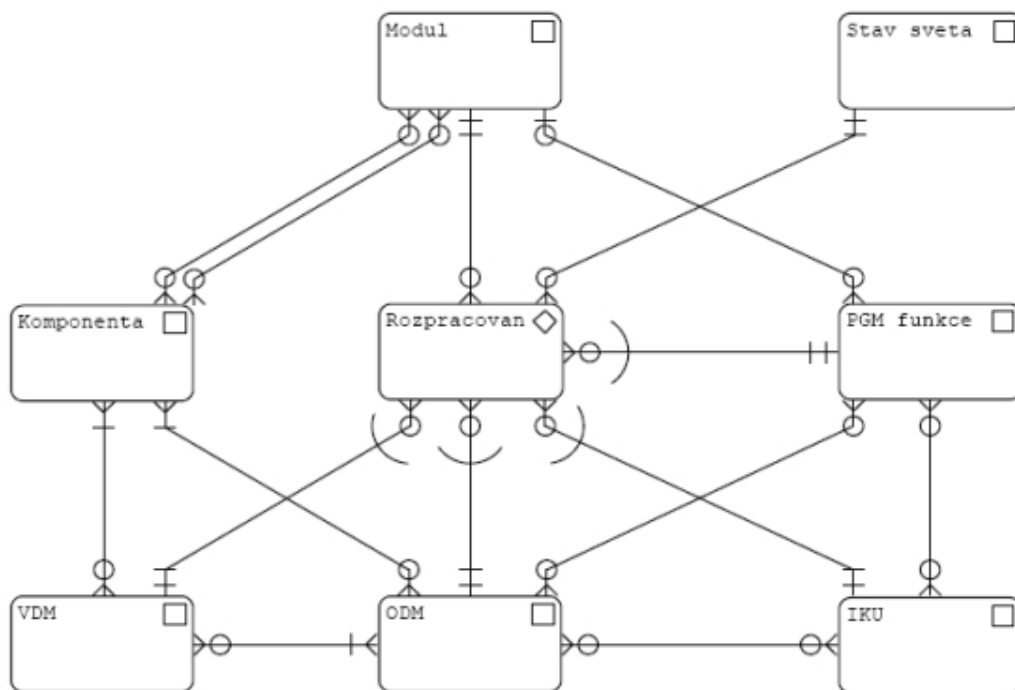 Modul
Stav sveta
Komponenta
Rozpracovan
PGM funkce
VDM
ODM
IKU